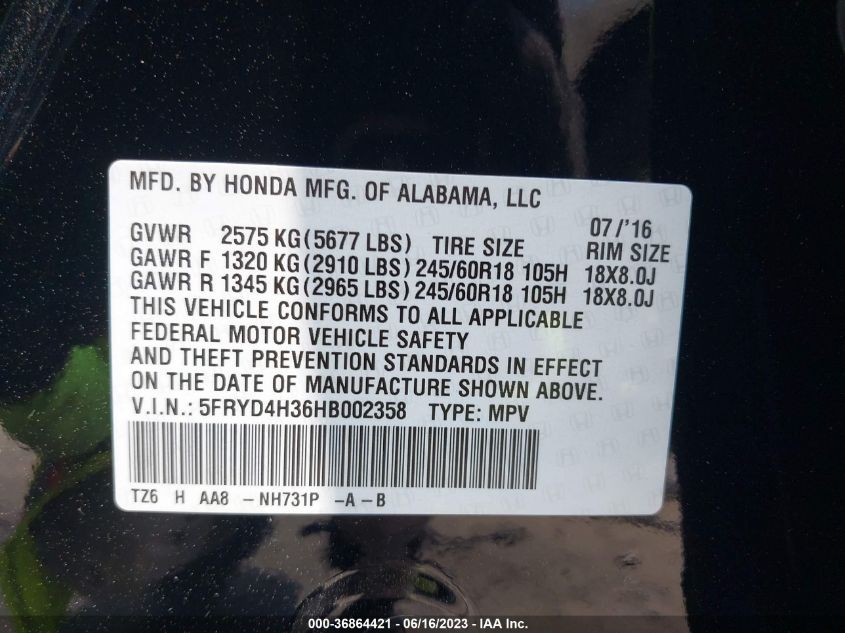 MFD. BY HONDA MFG. OF ALABAMA, LLC
07/'16
GVWR 2575 KG(5677 LBS) TIRE SIZE RIM SIZE
GAWR F 1320 KG(2910 LBS) 245/60R18 105H 18X8.0J
GAWR R 1345 KG(2965 LBS) 245/60R18 105H 18X8.0J
THIS VEHICLE CONFORMS TO ALL APPLICABLE
FEDERAL MOTOR VEHICLE SAFETY
AND THEFT PREVENTION STANDARDS IN EFFECT
ON THE DATE OF MANUFACTURE SHOWN ABOVE.
V.I.N.: 5FRYD4H36HB002358 TYPE: MPV
TZ6 H AA8 -NH731P -A-B
000-36864421 - 06/16/2023 - IAA Inc.